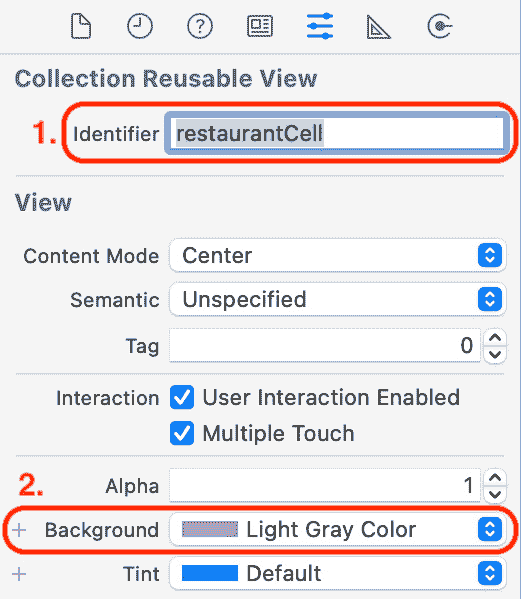 Collection Reusable View
1. Identifier restaurantCell
View
Content Mode Center
Semantic Unspecified
Tag 0
Interaction User Interaction Enabled
Multiple Touch
2. Alpha 1
+ Background Light Gray Color
+ Tint Default